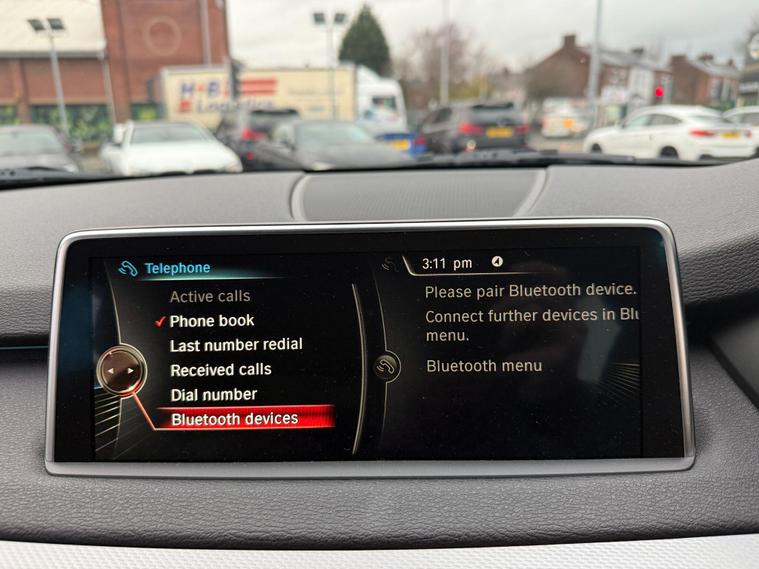 H&H
Logistics
Telephone
Active calls
Phone book
Last number redial
Received calls
Dial number
Bluetooth devices
3:11 pm
Please pair Bluetooth device.
Connect further devices in Blu
menu.
Bluetooth menu